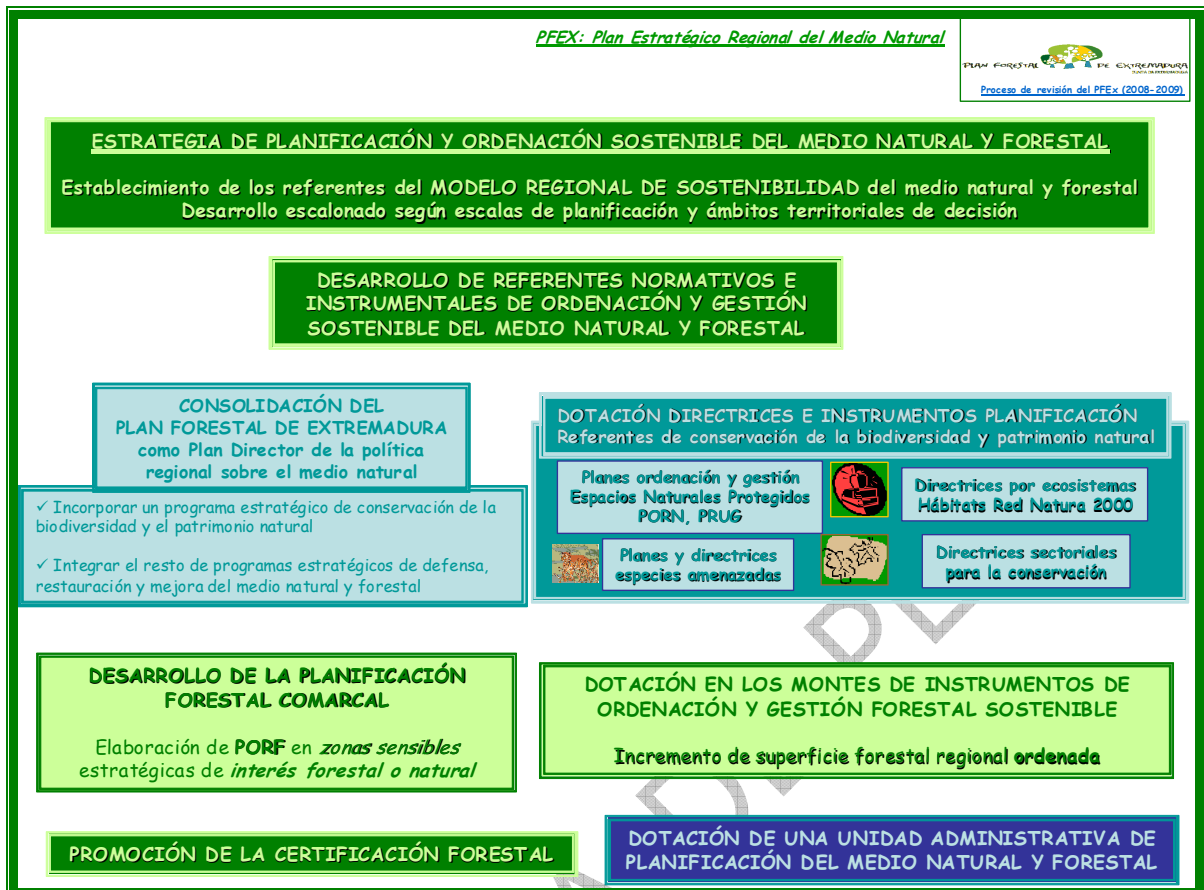 PFEX: Plan Estratégico Regional del Medio Natural
PLAN FORESTAL DE EXTREMADURA
Proceso de revisión del PFEx (2008-2009)
ESTRATEGIA DE PLANIFICACIÓN Y ORDENACIÓN SOSTENIBLE DEL MEDIO NATURAL Y FORESTAL
Establecimiento de los referentes del MODELO REGIONAL DE SOSTENIBILIDAD del medio natural y forestal
Desarrollo escalonado según escalas de planificación y ámbitos territoriales de decisión
DESARROLLO DE REFERENTES NORMATIVOS E
INSTRUMENTALES DE ORDENACIÓN Y GESTIÓN
SOSTENIBLE DEL MEDIO NATURAL Y FORESTAL
CONSOLIDACIÓN DEL
PLAN FORESTAL DE EXTREMADURA
como Plan Director de la política
regional sobre el medio natural
✓ Incorporar un programa estratégico de conservación de la
biodiversidad y el patrimonio natural
✓ Integrar el resto de programas estratégicos de defensa,
restauración y mejora del medio natural y forestal
DOTACIÓN DIRECTRICES E INSTRUMENTOS PLANIFICACIÓN
Referentes de conservación de la biodiversidad y patrimonio natural
Planes ordenación y gestión
Espacios Naturales Protegidos
PORN, PRUG
Directrices por ecosistemas
Hábitats Red Natura 2000
Planes y directrices
especies amenazadas
Directrices sectoriales
para la conservación
DESARROLLO DE LA PLANIFICACIÓN
FORESTAL COMARCAL
Elaboración de PORF en zonas sensibles
estratégicas de interés forestal o natural
DOTACIÓN EN LOS MONTES DE INSTRUMENTOS DE
ORDENACIÓN Y GESTIÓN FORESTAL SOSTENIBLE
Incremento de superficie forestal regional ordenada
PROMOCIÓN DE LA CERTIFICACIÓN FORESTAL
DOTACIÓN DE UNA UNIDAD ADMINISTRATIVA DE
PLANIFICACIÓN DEL MEDIO NATURAL Y FORESTAL